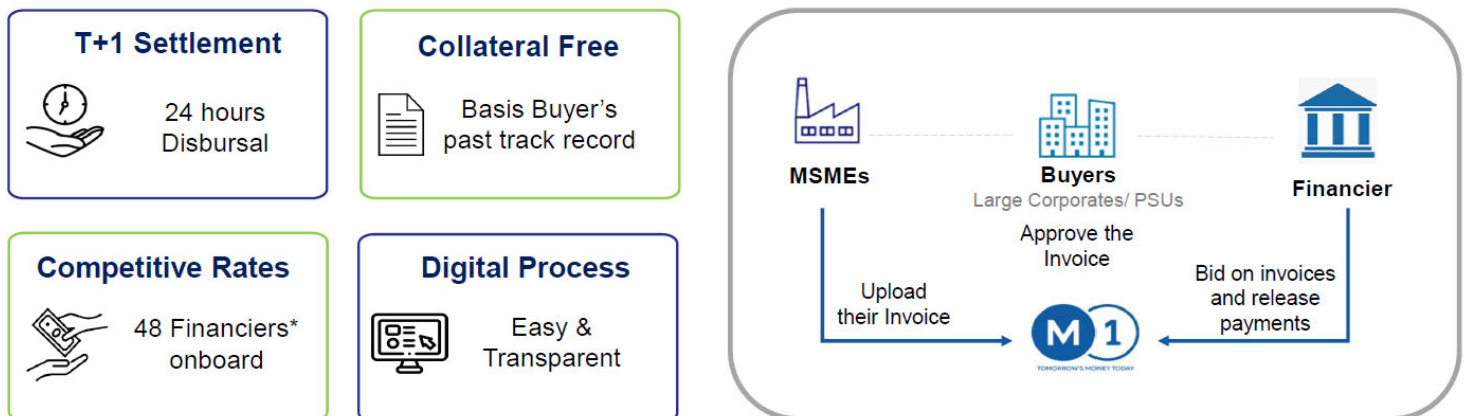 T+1 Settlement
24 hours
Disbursal
Collateral Free
Basis Buyer's
past track record
Competitive Rates
48 Financiers*
onboard
Digital Process
Easy &
Transparent
MSMEs
Buyers
Large Corporates/ PSUs
Approve the
Invoice
Financier
Upload
their Invoice
Bid on invoices
and release
payments
M 1
TOMORROW'S MONEY TODAY